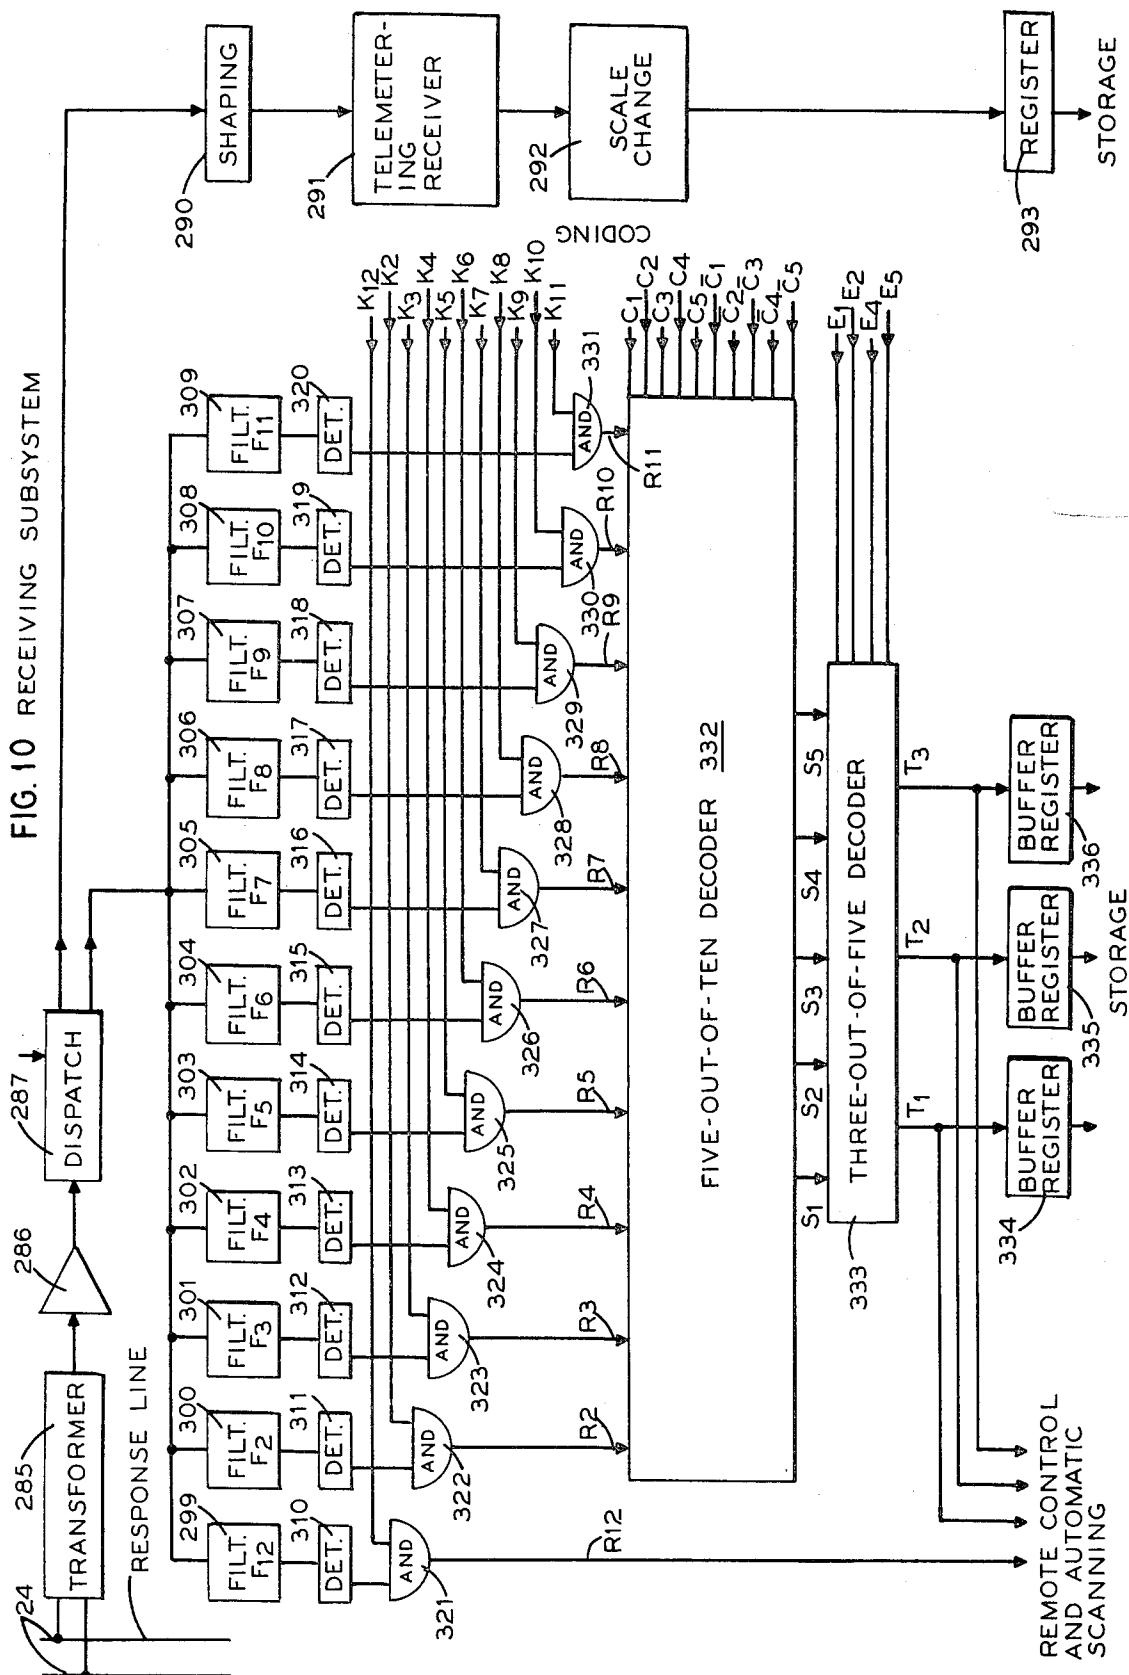 FIG. 10 RECEIVING SUBSYSTEM
24
285
TRANSFORMER
RESPONSE LINE
286
287
DISPATCH
290
SHAPING
291
TELEMETER-
ING
RECEIVER
292
SCALE
CHANGE
293
REGISTER
STORAGE
299
FILT.
F12
300
FILT.
F2
301
FILT.
F3
302
FILT.
F4
303
FILT.
F5
304
FILT.
F6
305
FILT.
F7
306
FILT.
F8
307
FILT.
F9
308
FILT.
F10
309
FILT.
F11
310
DET.
311
DET.
312
DET.
313
DET.
314
DET.
315
DET.
316
DET.
317
DET.
318
DET.
319
DET.
320
DET.
K12
K2
K3
K4
K5
K6
K7
K8
K9
K10
K11
CODING
AND
321
AND
322
AND
323
AND
324
AND
325
AND
326
AND
327
AND
328
AND
329
AND
330
AND
331
R12
R2
R3
R4
R5
R6
R7
R8
R9
R10
R11
FIVE-OUT-OF-TEN DECODER 332
C1
C2
C3
C4
C5
C̅1
C̅2
C̅3
C̅4
C̅5
S1
S2
S3
S4
S5
THREE-OUT-OF-FIVE DECODER
333
E1
E2
E4
E5
T1
T2
T3
BUFFER
REGISTER
334
BUFFER
REGISTER
335
BUFFER
REGISTER
336
STORAGE
REMOTE CONTROL
AND AUTOMATIC
SCANNING